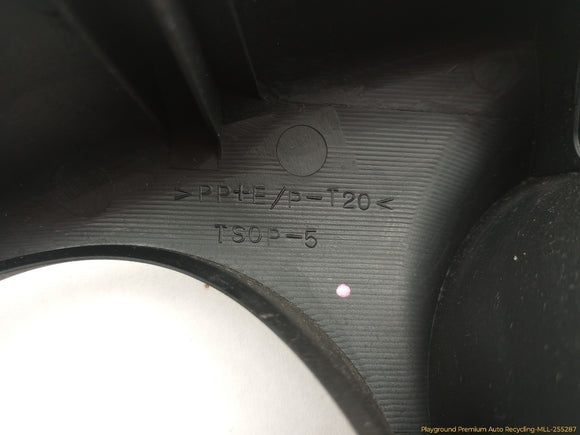 >PP+E/P-T20<
TSOP-5
Playground Premium Auto Recycling-MLL-255287